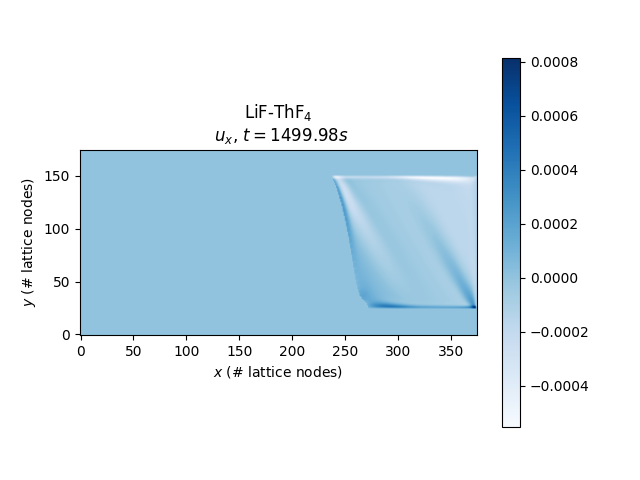 LiF-ThF₄
uₓ, t = 1499.98s
y (# lattice nodes)
150
100
50
0
0 50 100 150 200 250 300 350
x (# lattice nodes)
0.0008
0.0006
0.0004
0.0002
0.0000
−0.0002
−0.0004